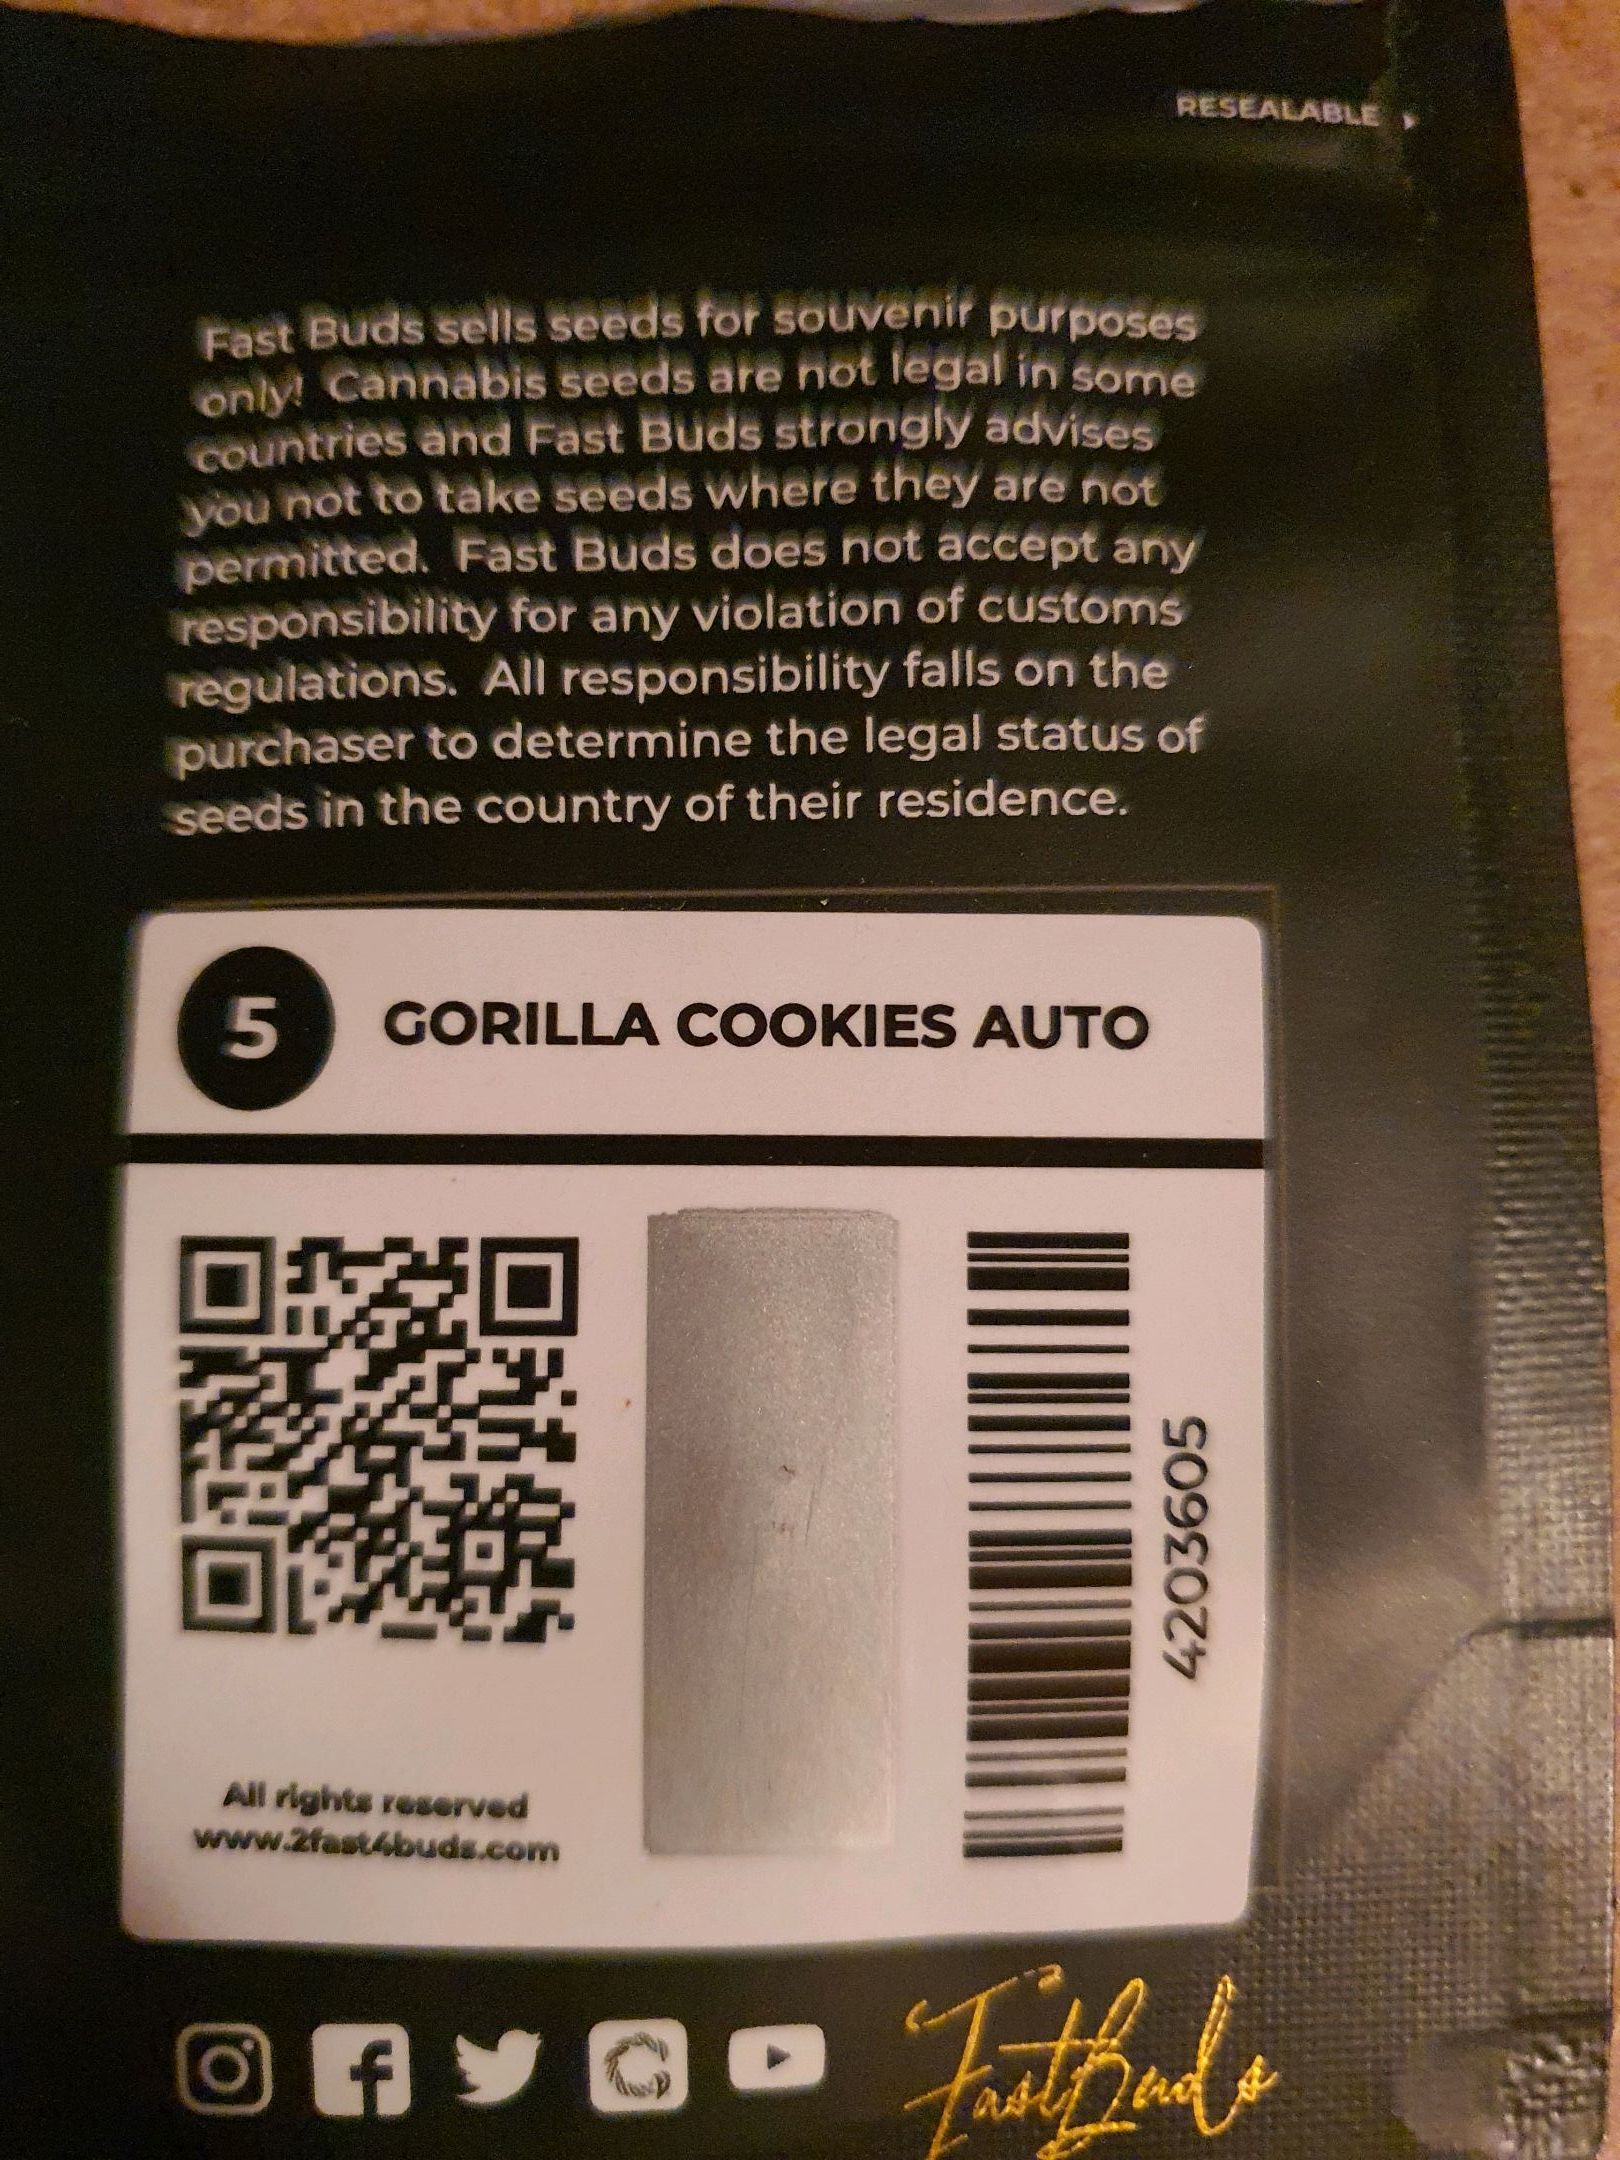 RESEALABLE
Fast Buds sells seeds for souvenir purposes
only! Cannabis seeds are not legal in some
countries and Fast Buds strongly advises
you not to take seeds where they are not
permitted. Fast Buds does not accept any
responsibility for any violation of customs
regulations. All responsibility falls on the
purchaser to determine the legal status of
seeds in the country of their residence.
5 GORILLA COOKIES AUTO
4203605
All rights reserved
www.2fast4buds.com
FastBuds